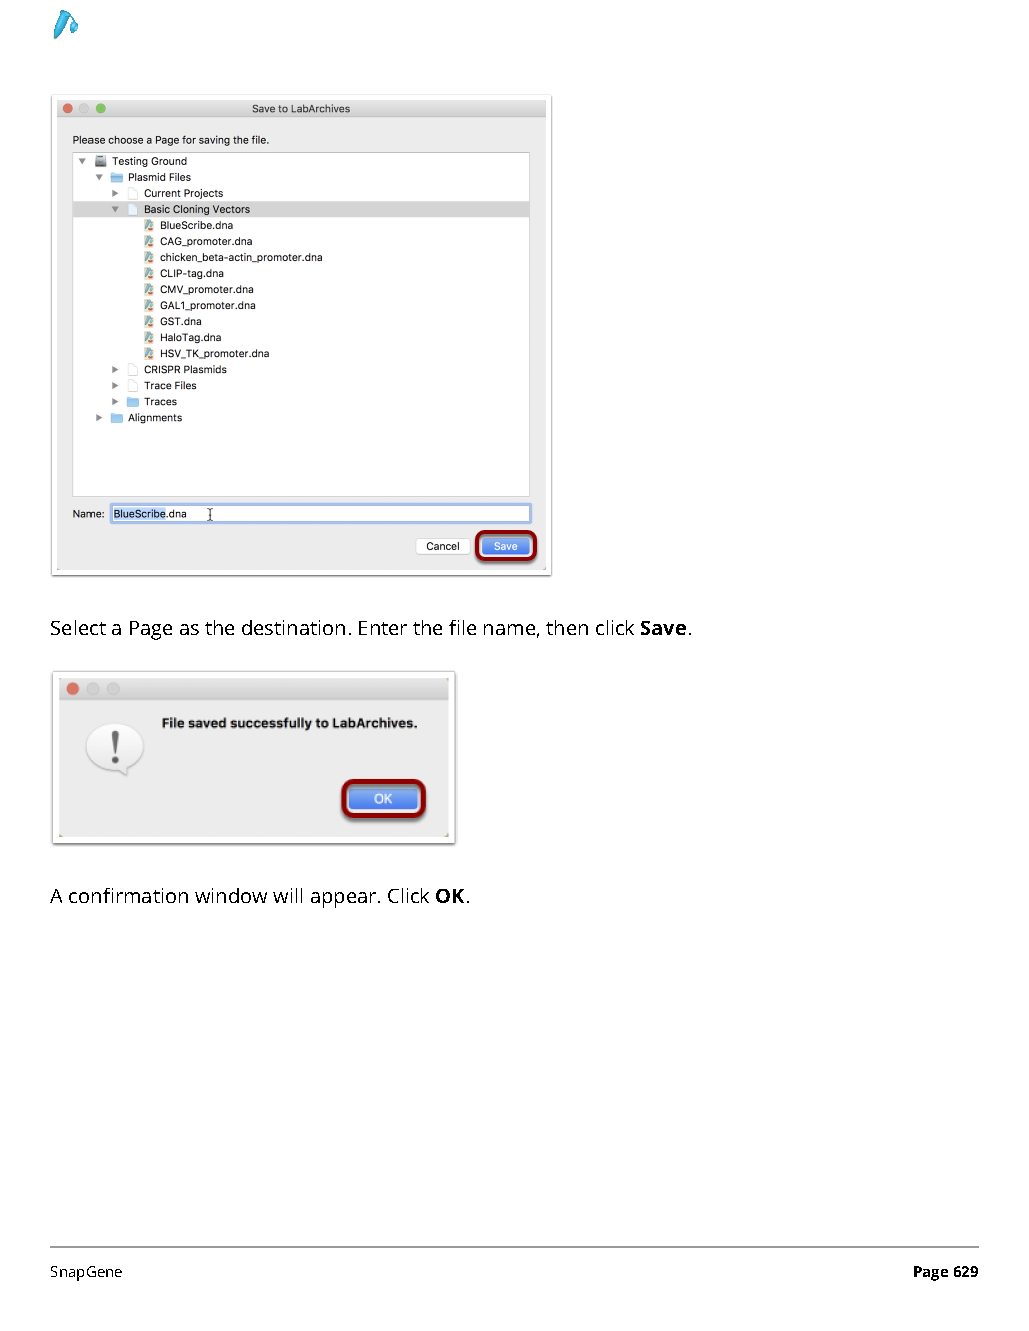 Save to LabArchives
Please choose a Page for saving the file.
Testing Ground
Plasmid Files
Current Projects
Basic Cloning Vectors
BlueScribe.dna
CAG_promoter.dna
chicken_beta-actin_promoter.dna
CLIP-tag.dna
CMV_promoter.dna
GAL1_promoter.dna
GST.dna
HaloTag.dna
HSV_TK_promoter.dna
CRISPR Plasmids
Trace Files
Traces
Alignments
Name: BlueScribe.dna
Cancel Save
Select a Page as the destination. Enter the file name, then click Save.
File saved successfully to LabArchives.
OK
A confirmation window will appear. Click OK.
SnapGene Page 629